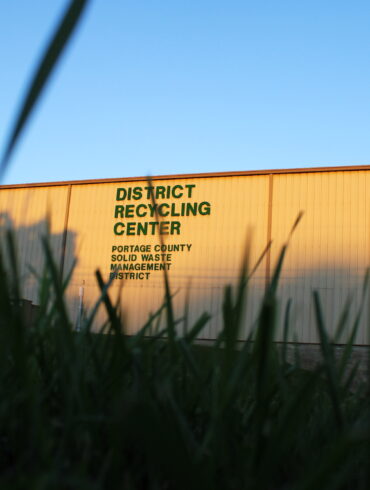 DISTRICT
RECYCLING
CENTER
PORTAGE COUNTY
SOLID WASTE
MANAGEMENT
DISTRICT